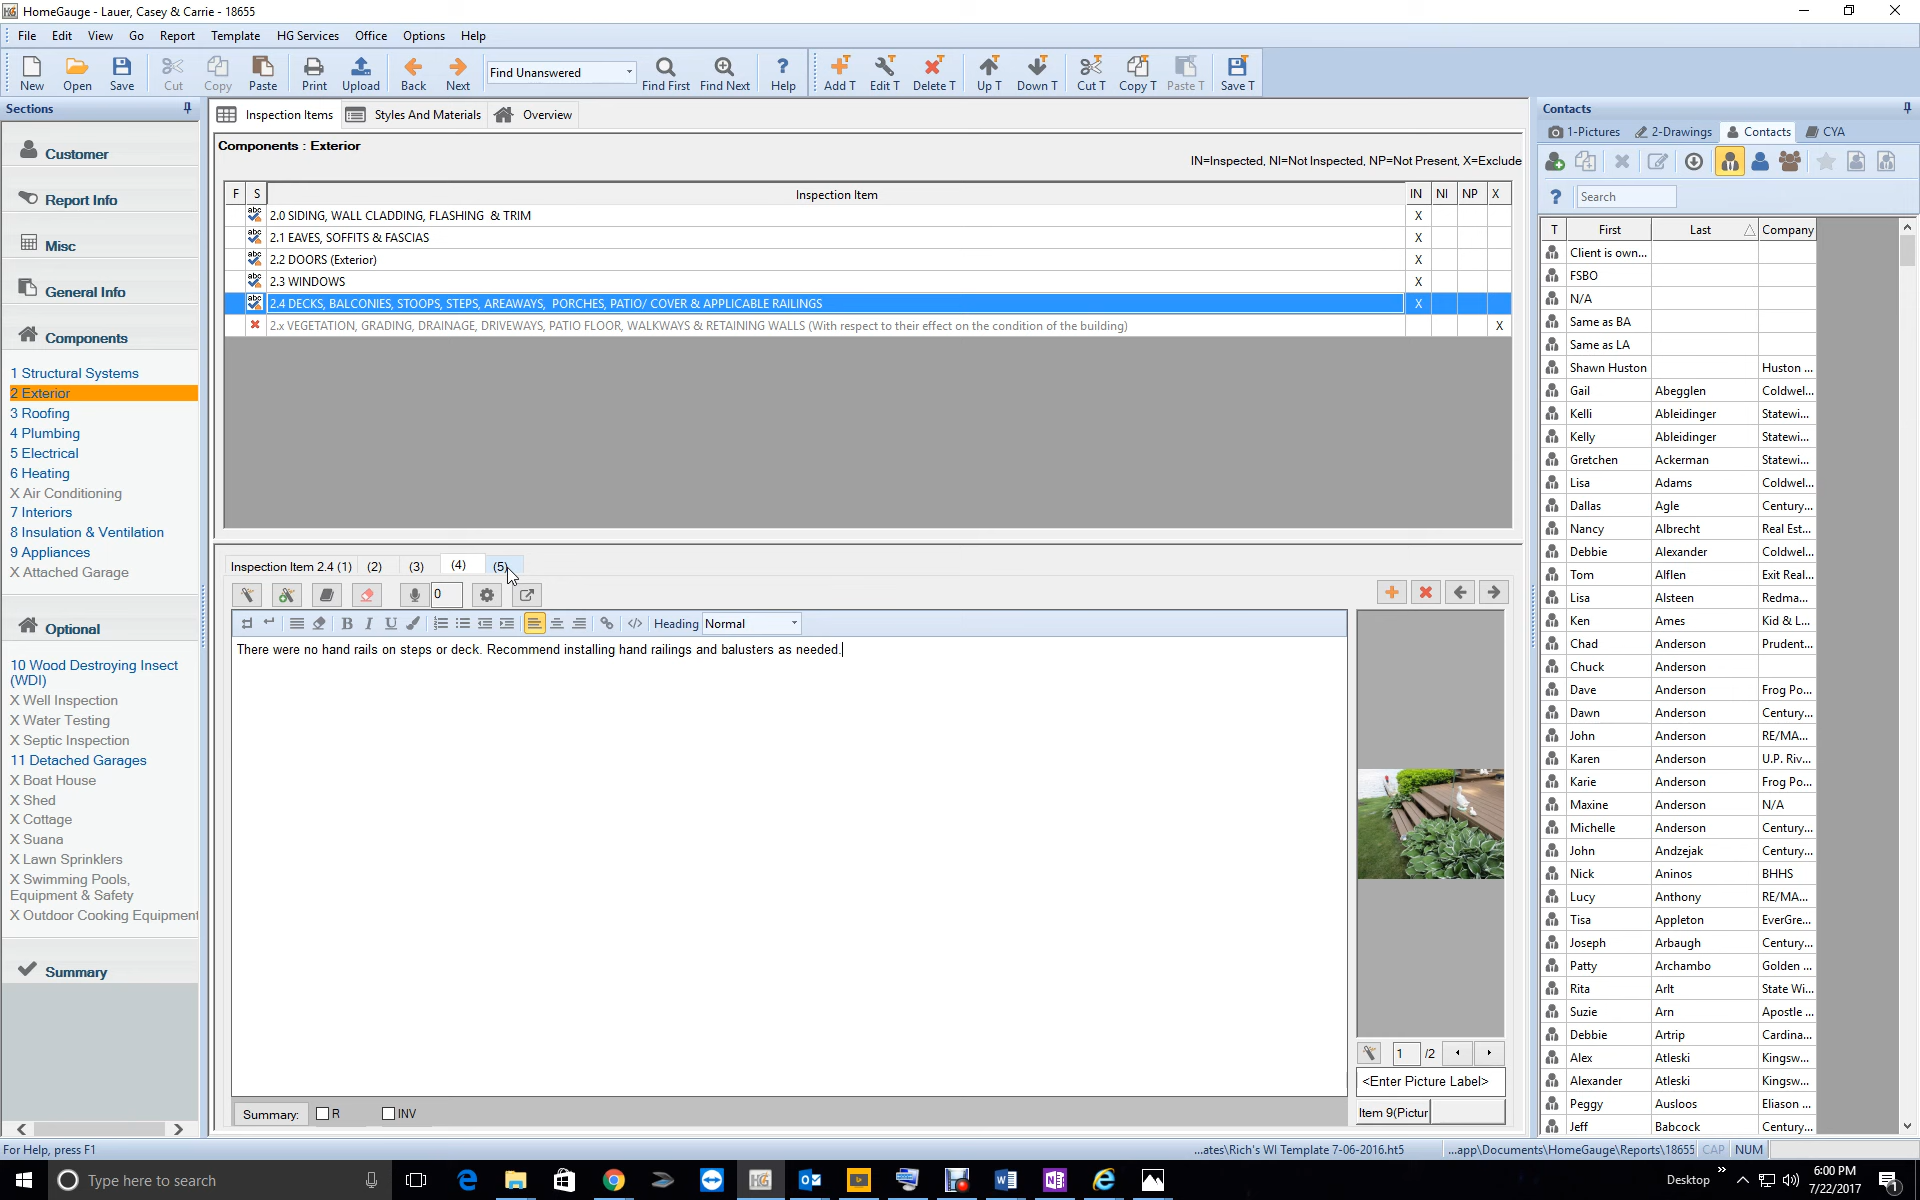 HomeGauge - Lauer, Casey & Carrie - 18655
File Edit View Go Report Template HG Services Office Options Help
New Open Save Cut Copy Paste Print Upload Back Next Find Unanswered Find First Find Next Help Add T Edit T Delete T Up T Down T Cut T Copy T Paste T Save T
Sections
Customer
Report Info
Misc
General Info
Components
1 Structural Systems
2 Exterior
3 Roofing
4 Plumbing
5 Electrical
6 Heating
X Air Conditioning
7 Interiors
8 Insulation & Ventilation
9 Appliances
X Attached Garage
Optional
10 Wood Destroying Insect
(WDI)
X Well Inspection
X Water Testing
X Septic Inspection
11 Detached Garages
X Boat House
X Shed
X Cottage
X Suana
X Lawn Sprinklers
X Swimming Pools,
Equipment & Safety
X Outdoor Cooking Equipment
Summary
Inspection Items Styles And Materials Overview
Components : Exterior
IN=Inspected, NI=Not Inspected, NP=Not Present, X=Exclude
F S Inspection Item IN NI NP X
2.0 SIDING, WALL CLADDING, FLASHING & TRIM X
2.1 EAVES, SOFFITS & FASCIAS X
2.2 DOORS (Exterior) X
2.3 WINDOWS X
2.4 DECKS, BALCONIES, STOOPS, STEPS, AREAWAYS, PORCHES, PATIO/ COVER & APPLICABLE RAILINGS X
2.x VEGETATION, GRADING, DRAINAGE, DRIVEWAYS, PATIO FLOOR, WALKWAYS & RETAINING WALLS (With respect to their effect on the condition of the building) X
Inspection Item 2.4 (1) (2) (3) (4) (5)
0
B I U Heading Normal
There were no hand rails on steps or deck. Recommend installing hand railings and balusters as needed.
1 /2
<Enter Picture Label>
Item 9(Pictur
Summary: R INV
Contacts
1-Pictures 2-Drawings Contacts CYA
? Search
T First Last Company
Client is own...
FSBO
N/A
Same as BA
Same as LA
Shawn Huston Huston ...
Gail Abegglen Coldwel...
Kelli Ableidinger Statewi...
Kelly Ableidinger Statewi...
Gretchen Ackerman Statewi...
Lisa Adams Coldwel...
Dallas Agle Century...
Nancy Albrecht Real Est...
Debbie Alexander Coldwel...
Tom Alflen Exit Real...
Lisa Alsteen Redma...
Ken Ames Kid & L...
Chad Anderson Prudent...
Chuck Anderson
Dave Anderson Frog Po...
Dawn Anderson Century...
John Anderson RE/MA...
Karen Anderson U.P. Riv...
Karie Anderson Frog Po...
Maxine Anderson N/A
Michelle Anderson Century...
John Andzejak Century...
Nick Aninos BHHS
Lucy Anthony RE/MA...
Tisa Appleton EverGre...
Joseph Arbaugh Century...
Patty Archambo Golden ...
Rita Arlt State Wi...
Suzie Arn Apostle ...
Debbie Artrip Cardina...
Alex Atleski Kingsw...
Alexander Atleski Kingsw...
Peggy Ausloos Eliason ...
Jeff Babcock Century...
For Help, press F1
...ates\Rich's WI Template 7-06-2016.ht5 ...app\Documents\HomeGauge\Reports\18655 CAP NUM
Type here to search
Desktop 6:00 PM
7/22/2017
1